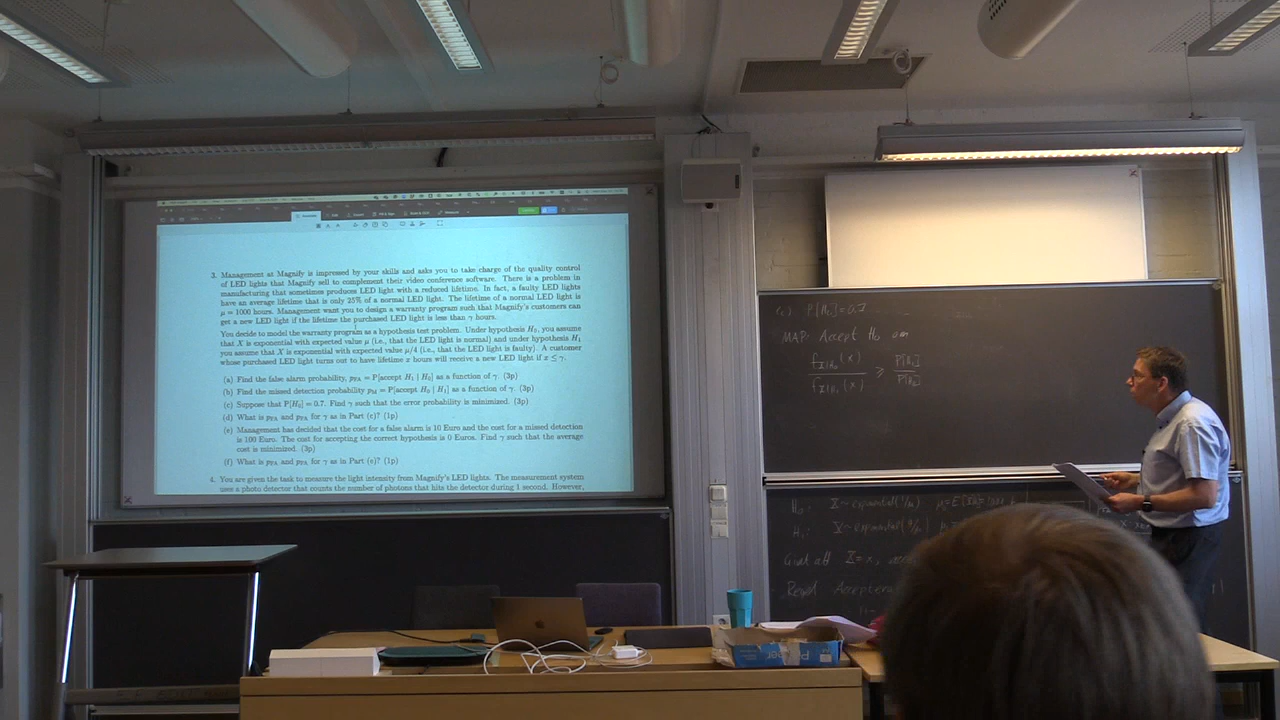 3. Management at Magnify is impressed by your skills and asks you to take charge of the quality control
of LED lights that Magnify sell to complement their video conference software. There is a problem in
manufacturing that sometimes produces LED light with a reduced lifetime. In fact, a faulty LED lights
have an average lifetime that is only 25% of a normal LED light. The lifetime of a normal LED light is
μ = 1000 hours. Management want you to design a warranty program such that Magnify's customers can
get a new LED light if the lifetime the purchased LED light is less than γ hours.
You decide to model the warranty program as a hypothesis test problem. Under hypothesis H₀, you assume
that X is exponential with expected value μ (i.e., that the LED light is normal) and under hypothesis H₁
you assume that X is exponential with expected value μ/4 (i.e., that the LED light is faulty). A customer
whose purchased LED light turns out to have lifetime x hours will receive a new LED light if x ≤ γ.
(a) Find the false alarm probability, pFA = P[accept H₁ | H₀] as a function of γ. (3p)
(b) Find the missed detection probability pM = P[accept H₀ | H₁] as a function of γ. (3p)
(c) Suppose that P[H₀] = 0.7. Find γ such that the error probability is minimized. (3p)
(d) What is pFA and pFA for γ as in Part (c)? (1p)
(e) Management has decided that the cost for a false alarm is 10 Euro and the cost for a missed detection
is 100 Euro. The cost for accepting the correct hypothesis is 0 Euros. Find γ such that the average
cost is minimized. (3p)
(f) What is pFA and pFA for γ as in Part (e)? (1p)
4. You are given the task to measure the light intensity from Magnify's LED lights. The measurement system
uses a photo detector that counts the number of photons that hits the detector during 1 second. However,
c) P[H₀]=0.7
MAP: Accept H₀ om
f_X|H₀(x) / f_X|H₁(x) ≥ P[H₁] / P[H₀]
H₀: X~exponential(1/μ) μ=E[X]=
H₁: X~exponential(4/μ)
Givet att X=x,
Regel Acceptera